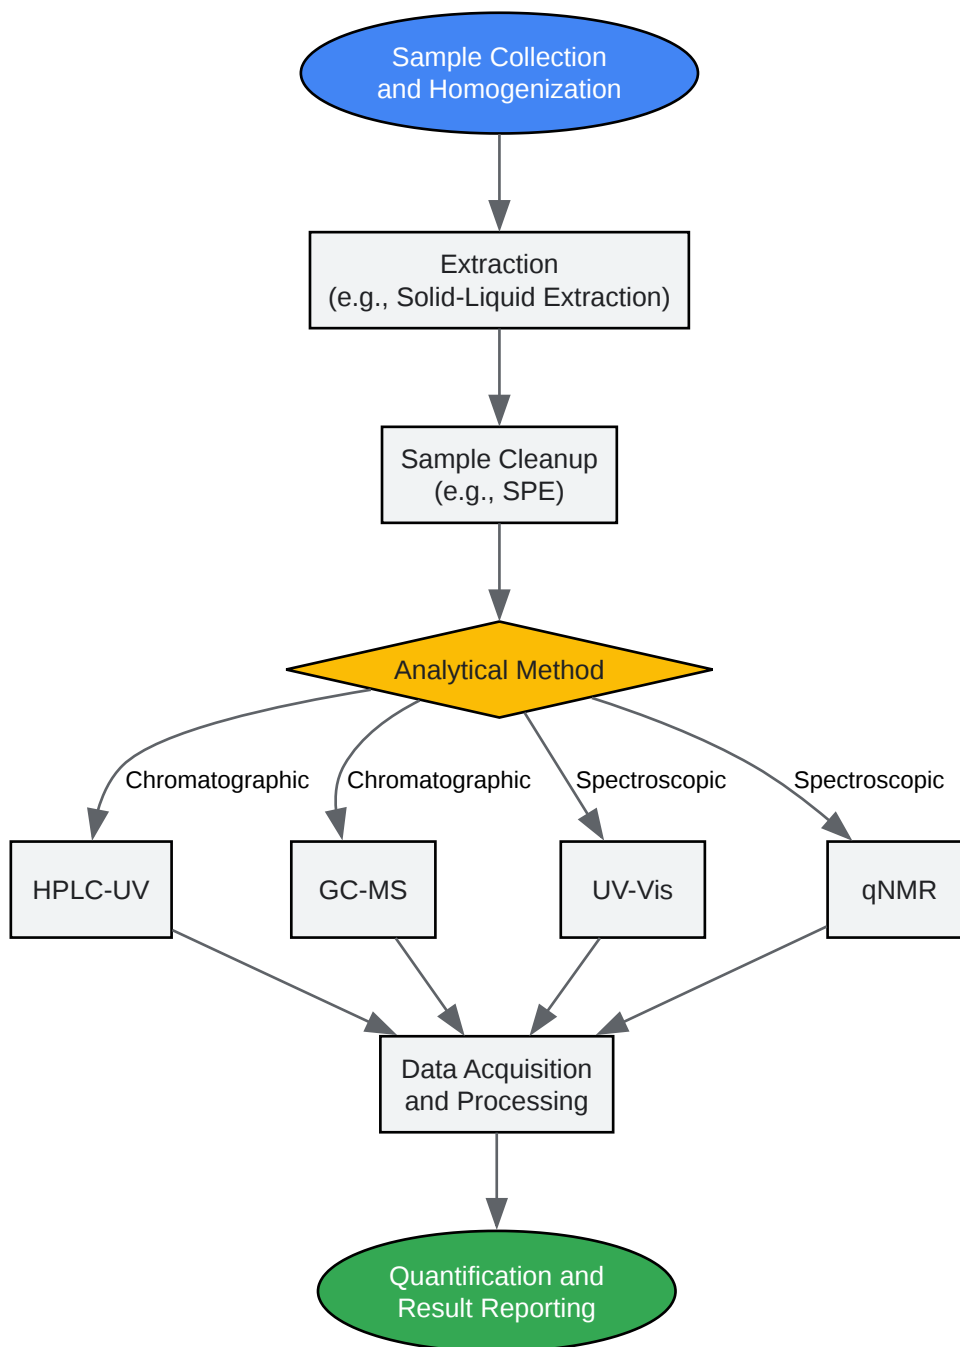 Sample Collection
and Homogenization
Extraction
(e.g., Solid-Liquid Extraction)
Sample Cleanup
(e.g., SPE)
Analytical Method
Chromatographic
Chromatographic
Spectroscopic
Spectroscopic
HPLC-UV
GC-MS
UV-Vis
qNMR
Data Acquisition
and Processing
Quantification and
Result Reporting